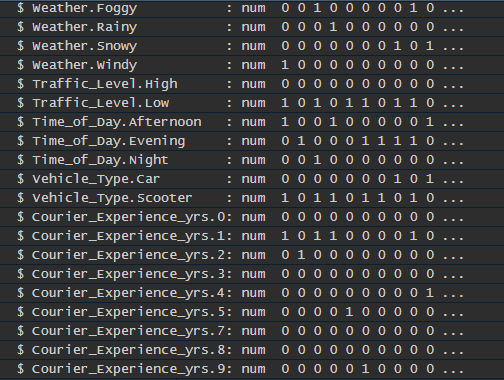 $ Weather.Foggy : num 0 0 1 0 0 0 0 0 1 0 ...
$ Weather.Rainy : num 0 0 0 1 0 0 0 0 0 0 ...
$ Weather.Snowy : num 0 0 0 0 0 0 0 1 0 1 ...
$ Weather.Windy : num 1 0 0 0 0 0 0 0 0 0 ...
$ Traffic_Level.High : num 0 0 0 0 0 0 0 0 0 0 ...
$ Traffic_Level.Low : num 1 0 1 0 1 1 0 1 1 0 ...
$ Time_of_Day.Afternoon : num 1 0 0 1 0 0 0 0 0 1 ...
$ Time_of_Day.Evening : num 0 1 0 0 0 1 1 1 1 0 ...
$ Time_of_Day.Night : num 0 0 1 0 0 0 0 0 0 0 ...
$ Vehicle_Type.Car : num 0 0 0 0 0 0 0 1 0 1 ...
$ Vehicle_Type.Scooter : num 1 0 1 1 0 1 1 0 1 0 ...
$ Courier_Experience_yrs.0: num 0 0 0 0 0 0 0 0 0 0 ...
$ Courier_Experience_yrs.1: num 1 0 1 1 0 0 0 0 1 0 ...
$ Courier_Experience_yrs.2: num 0 1 0 0 0 0 0 0 0 0 ...
$ Courier_Experience_yrs.3: num 0 0 0 0 0 0 0 0 0 0 ...
$ Courier_Experience_yrs.4: num 0 0 0 0 0 0 0 0 0 1 ...
$ Courier_Experience_yrs.5: num 0 0 0 0 1 0 0 0 0 0 ...
$ Courier_Experience_yrs.7: num 0 0 0 0 0 0 0 0 0 0 ...
$ Courier_Experience_yrs.8: num 0 0 0 0 0 0 0 0 0 0 ...
$ Courier_Experience_yrs.9: num 0 0 0 0 0 1 0 0 0 0 ...